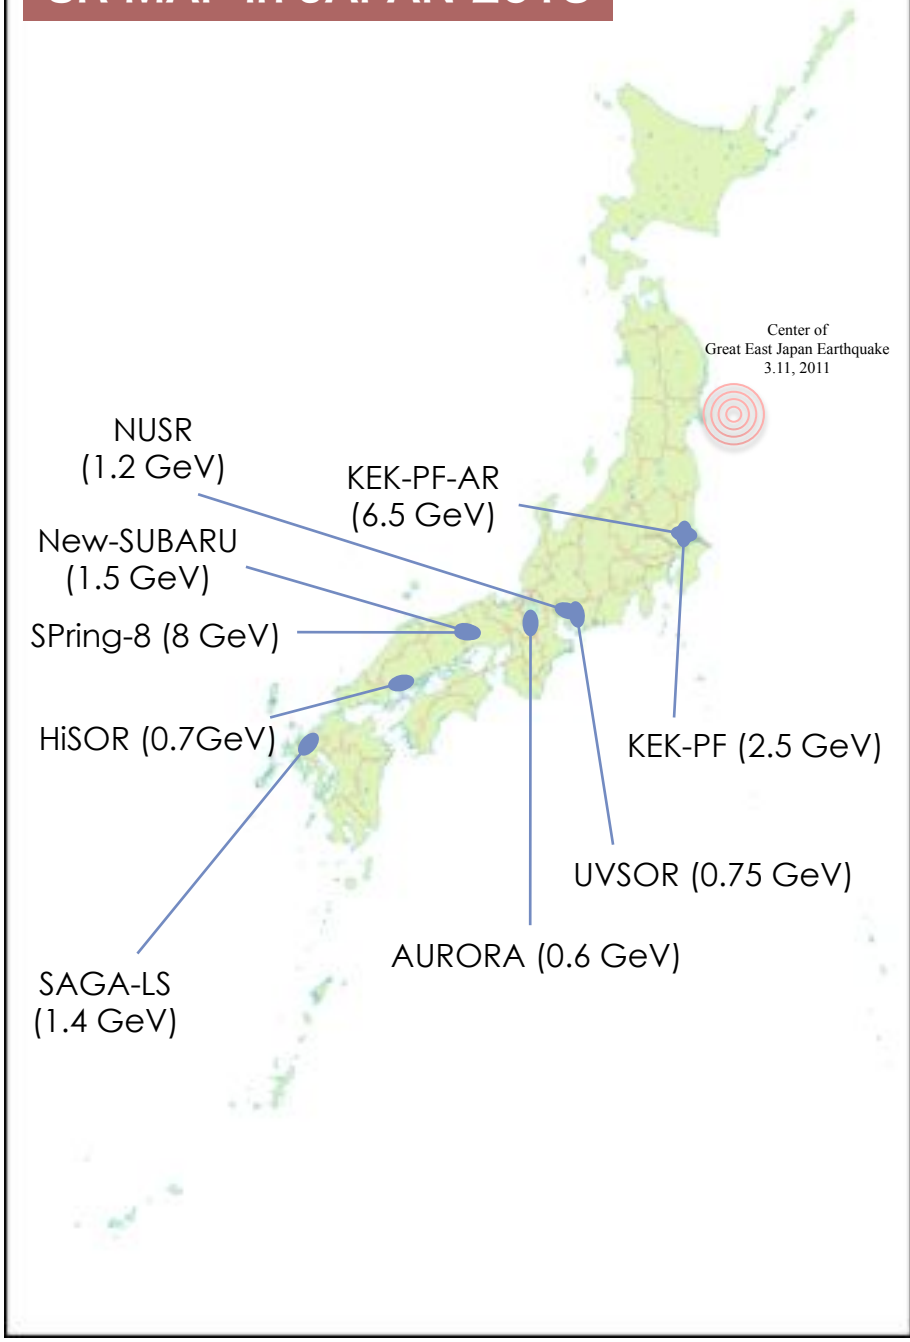 Center of
Great East Japan Earthquake
3.11, 2011
NUSR
(1.2 GeV)
KEK-PF-AR
(6.5 GeV)
New-SUBARU
(1.5 GeV)
SPring-8 (8 GeV)
HiSOR (0.7GeV)
KEK-PF (2.5 GeV)
UVSOR (0.75 GeV)
AURORA (0.6 GeV)
SAGA-LS
(1.4 GeV)